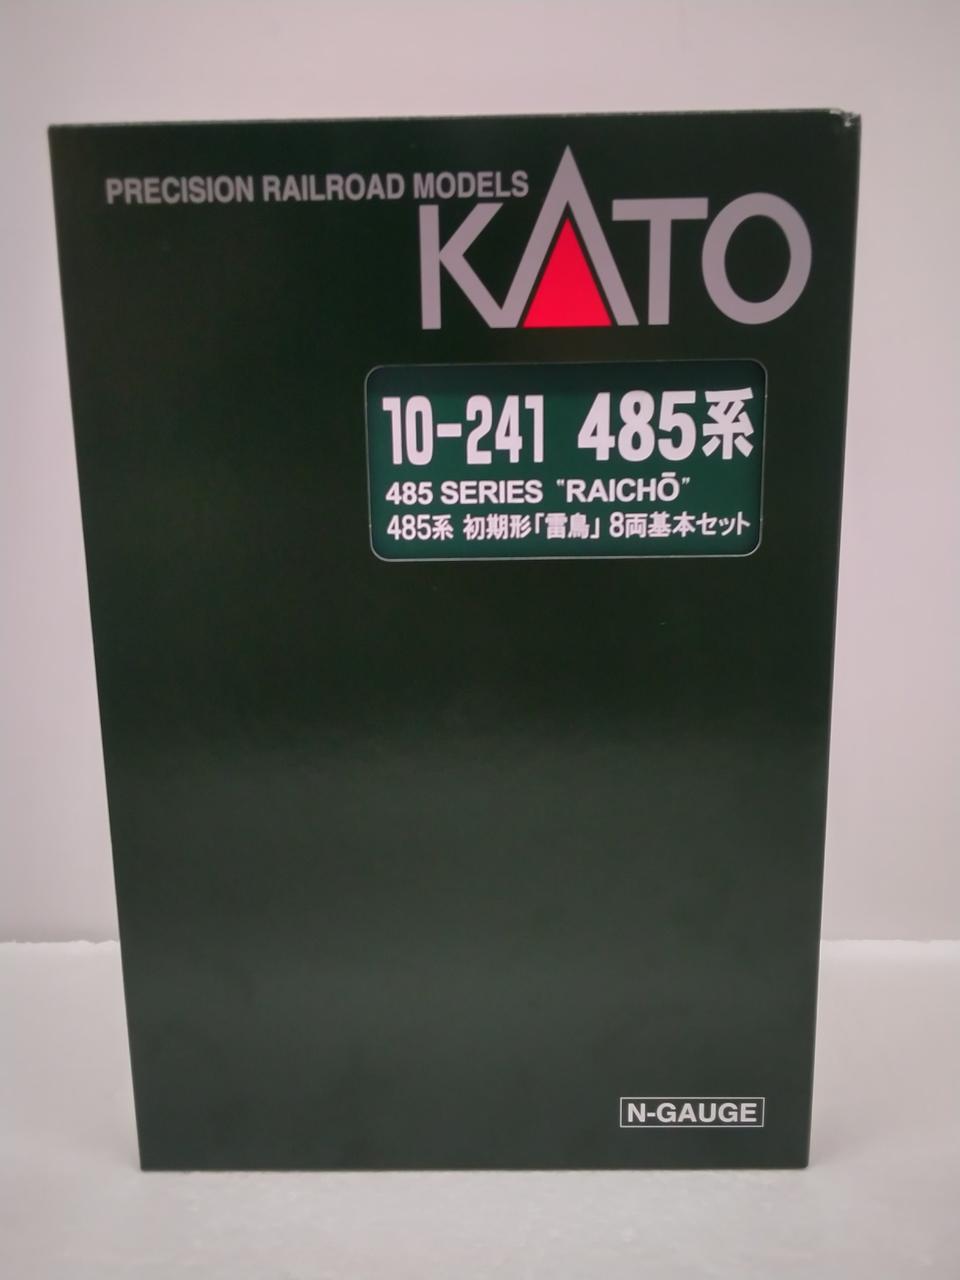 PRECISION RAILROAD MODELS
KATO
10-241 485系
485 SERIES "RAICHŌ"
485系 初期形「雷鳥」 8両基本セット
N-GAUGE